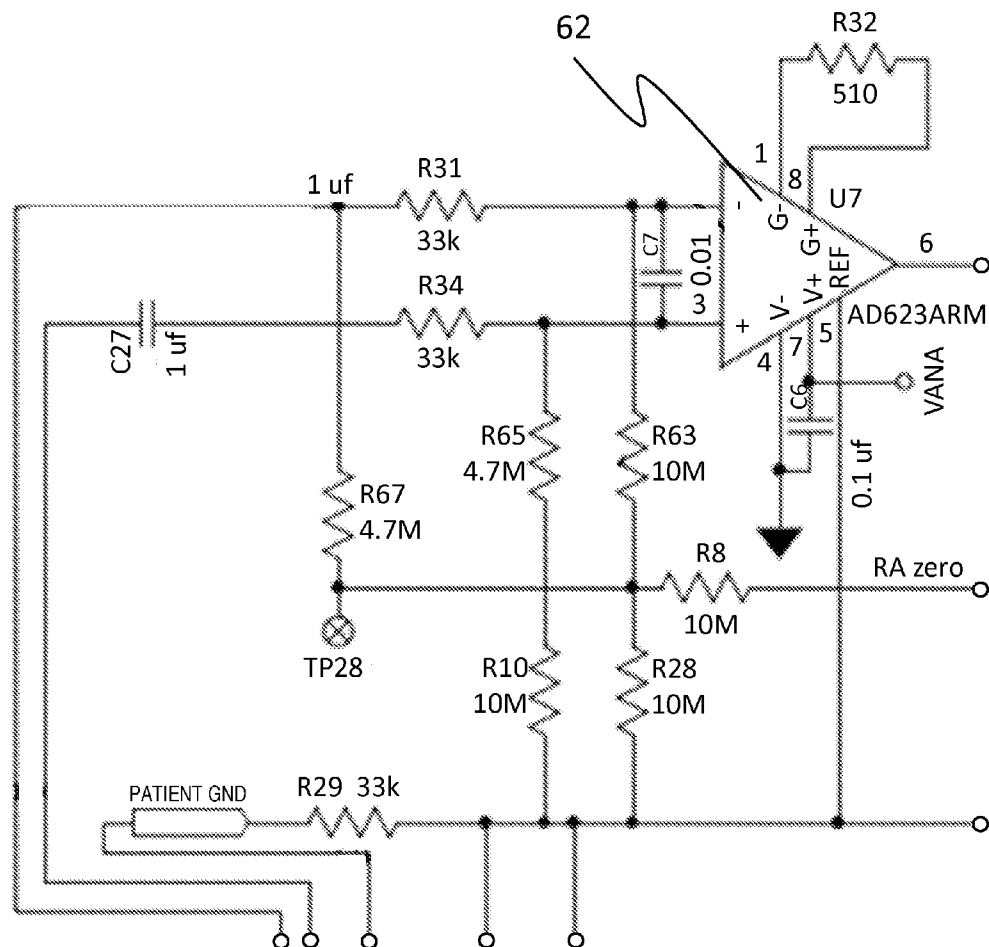 62
R32
510
1
8
U7
R31
1 uf
33k
-
G-
G+
6
C7
0.01
REF
R34
3
V-
V+
+
5
AD623ARM
33k
4
7
C27
1 uf
C6
VANA
R65
4.7M
R63
10M
0.1 uf
R67
4.7M
R8
RA zero
10M
TP28
R10
10M
R28
10M
R29 33k
PATIENT GND